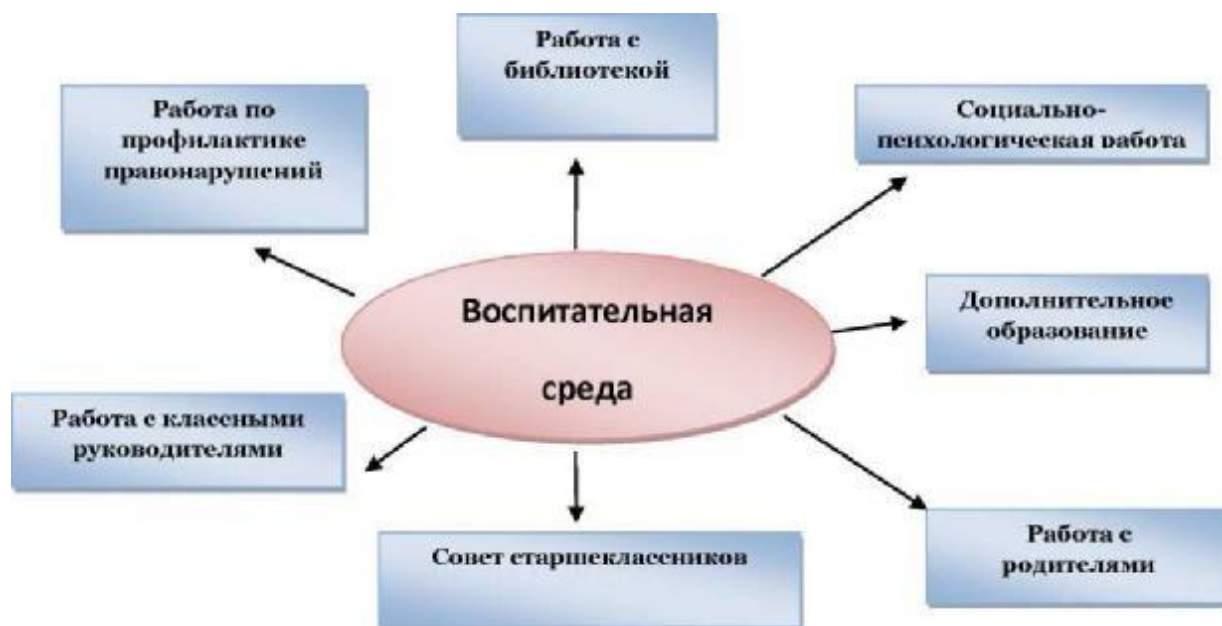 Работа с
библиотекой
Работа по
профилактике
правонарушений
Социально-
психологическая работа
Воспитательная
среда
Дополнительное
образование
Работа с классными
руководителями
Совет старшеклассников
Работа с
родителями